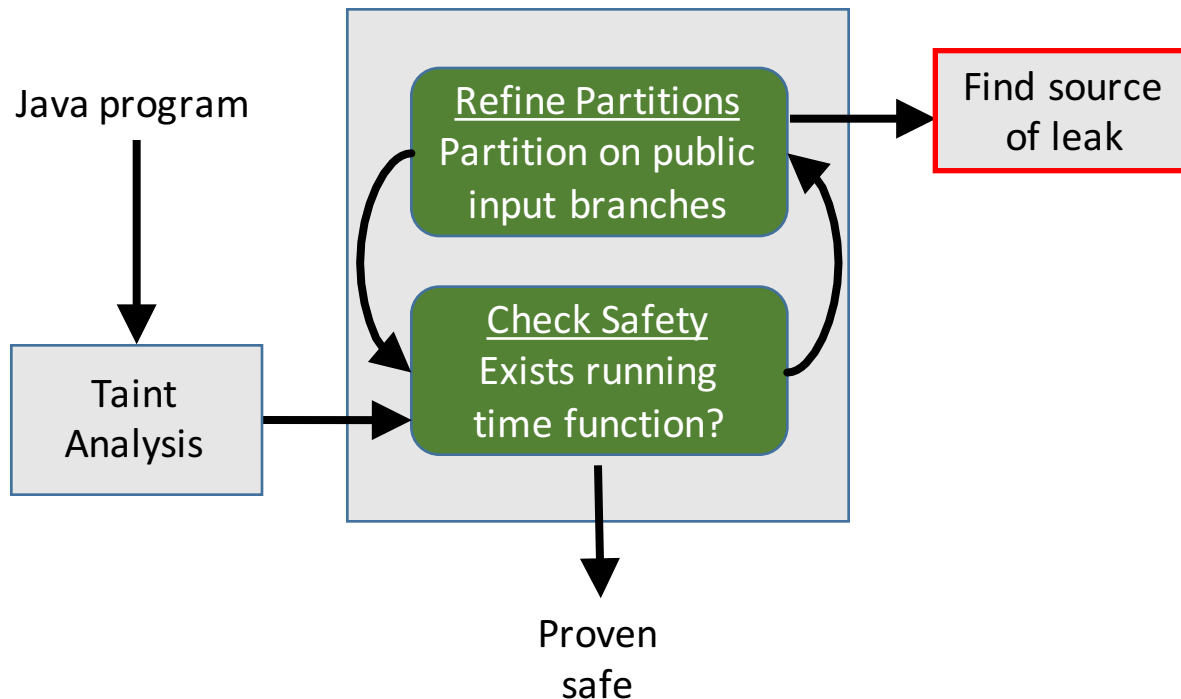 Java program
Refine Partitions
Partition on public
input branches
Find source
of leak
Check Safety
Exists running
time function?
Taint
Analysis
Proven
safe